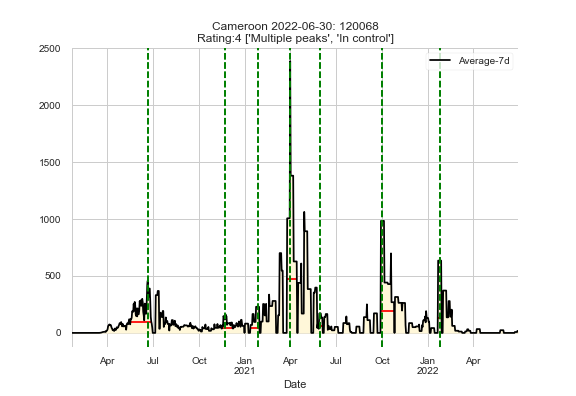 Cameroon 2022-06-30: 120068
Rating:4 ['Multiple peaks', 'In control']
Average-7d
2500
2000
1500
1000
500
0
Apr Jul Oct Jan Apr Jul Oct Jan Apr
2021 2022
Date